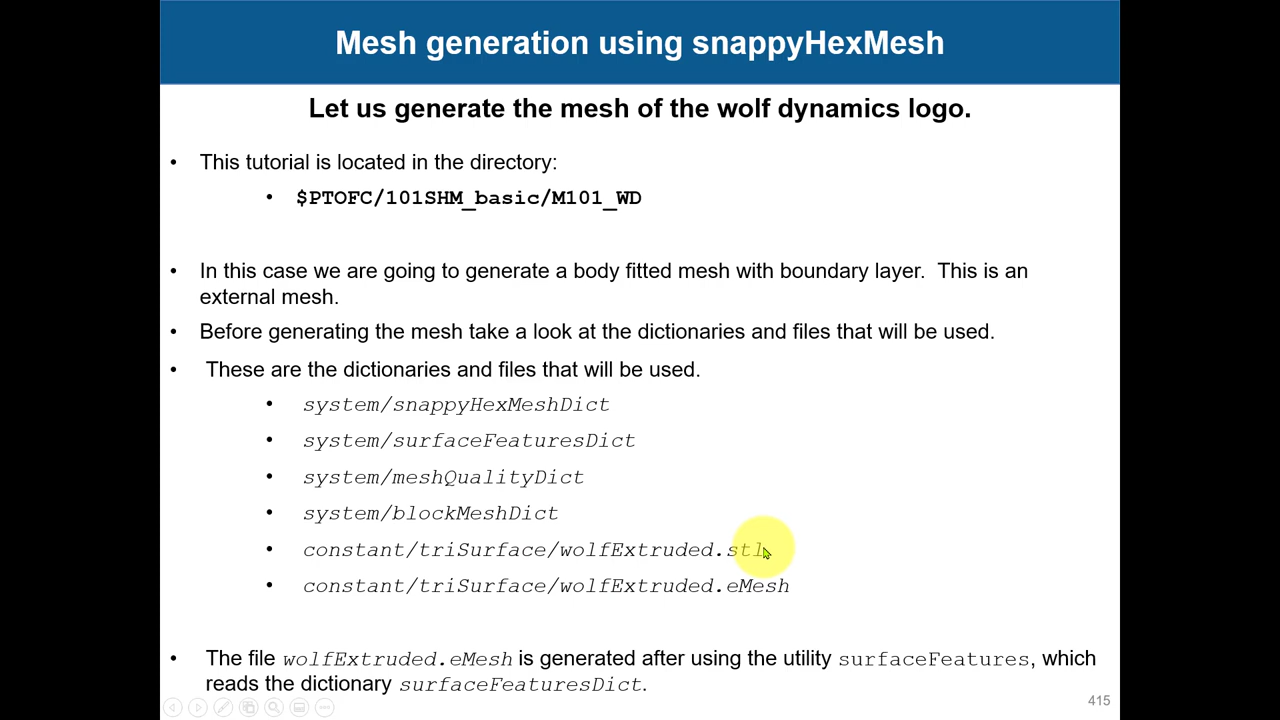 Mesh generation using snappyHexMesh
Let us generate the mesh of the wolf dynamics logo.
• This tutorial is located in the directory:
• $PTOFC/101SHM_basic/M101_WD
• In this case we are going to generate a body fitted mesh with boundary layer. This is an
external mesh.
• Before generating the mesh take a look at the dictionaries and files that will be used.
• These are the dictionaries and files that will be used.
• system/snappyHexMeshDict
• system/surfaceFeaturesDict
• system/meshQualityDict
• system/blockMeshDict
• constant/triSurface/wolfExtruded.stl
• constant/triSurface/wolfExtruded.eMesh
• The file wolfExtruded.eMesh is generated after using the utility surfaceFeatures, which
reads the dictionary surfaceFeaturesDict.
415